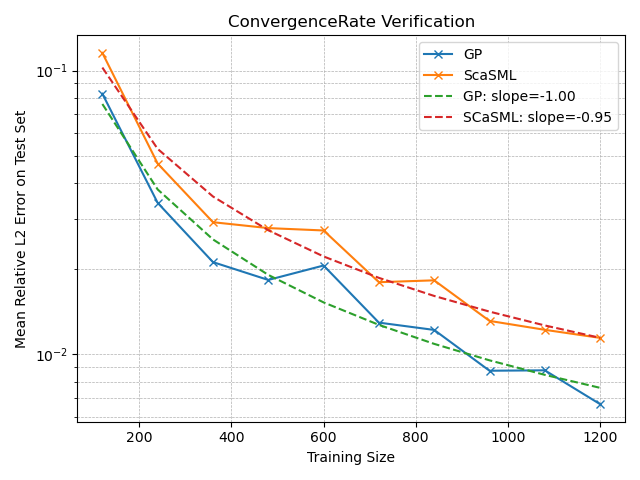 ConvergenceRate Verification
Mean Relative L2 Error on Test Set
10⁻¹
10⁻²
GP
ScaSML
GP: slope=-1.00
SCaSML: slope=-0.95
200 400 600 800 1000 1200
Training Size